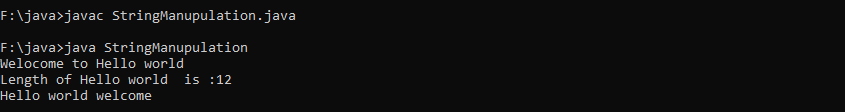 F:\java>javac StringManupulation.java
F:\java>java StringManupulation
Welocome to Hello world
Length of Hello world  is :12
Hello world welcome